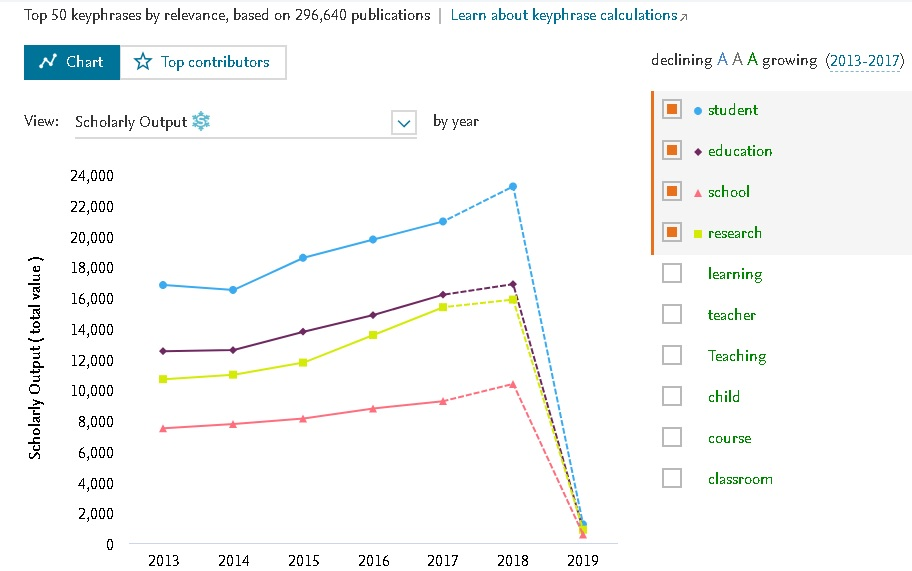 Top 50 keyphrases by relevance, based on 296,640 publications | Learn about keyphrase calculations
Chart
Top contributors
declining A A A growing (2013-2017)
View: Scholarly Output by year
student
education
school
research
learning
teacher
Teaching
child
course
classroom
Scholarly Output ( total value )
24,000
22,000
20,000
18,000
16,000
14,000
12,000
10,000
8,000
6,000
4,000
2,000
0
2013 2014 2015 2016 2017 2018 2019